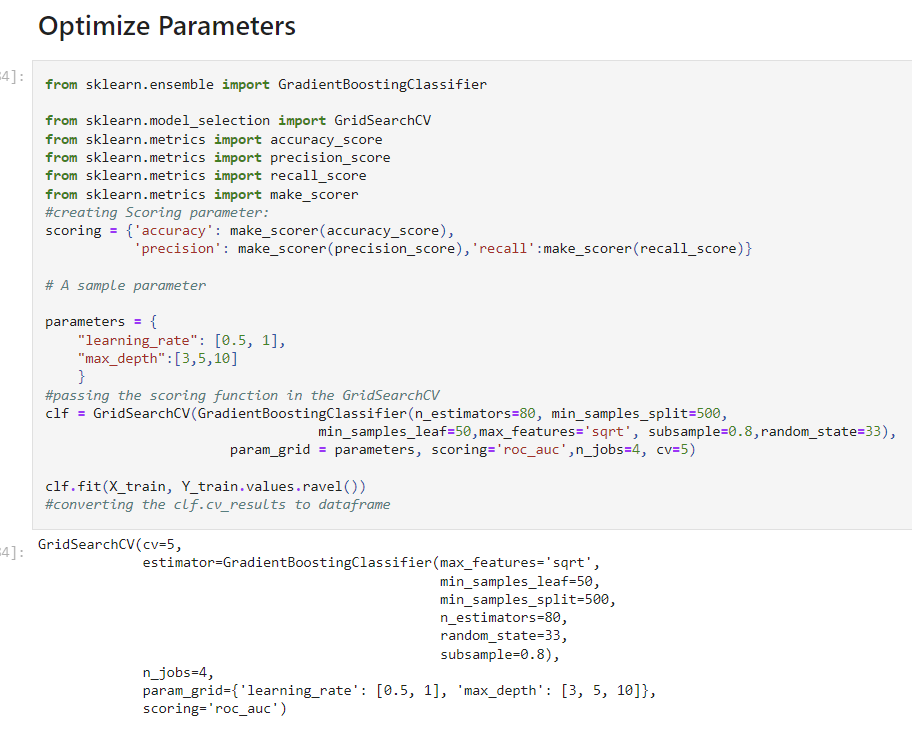 Optimize Parameters
4]:
from sklearn.ensemble import GradientBoostingClassifier
from sklearn.model_selection import GridSearchCV
from sklearn.metrics import accuracy_score
from sklearn.metrics import precision_score
from sklearn.metrics import recall_score
from sklearn.metrics import make_scorer
#creating Scoring parameter:
scoring = {'accuracy': make_scorer(accuracy_score),
           'precision': make_scorer(precision_score),'recall':make_scorer(recall_score)}
# A sample parameter
parameters = {
    "learning_rate": [0.5, 1],
    "max_depth":[3,5,10]
    }
#passing the scoring function in the GridSearchCV
clf = GridSearchCV(GradientBoostingClassifier(n_estimators=80, min_samples_split=500,
                                  min_samples_leaf=50,max_features='sqrt', subsample=0.8,random_state=33),
                       param_grid = parameters, scoring='roc_auc',n_jobs=4, cv=5)
clf.fit(X_train, Y_train.values.ravel())
#converting the clf.cv_results to dataframe
4]:
GridSearchCV(cv=5,
             estimator=GradientBoostingClassifier(max_features='sqrt',
                                                  min_samples_leaf=50,
                                                  min_samples_split=500,
                                                  n_estimators=80,
                                                  random_state=33,
                                                  subsample=0.8),
             n_jobs=4,
             param_grid={'learning_rate': [0.5, 1], 'max_depth': [3, 5, 10]},
             scoring='roc_auc')